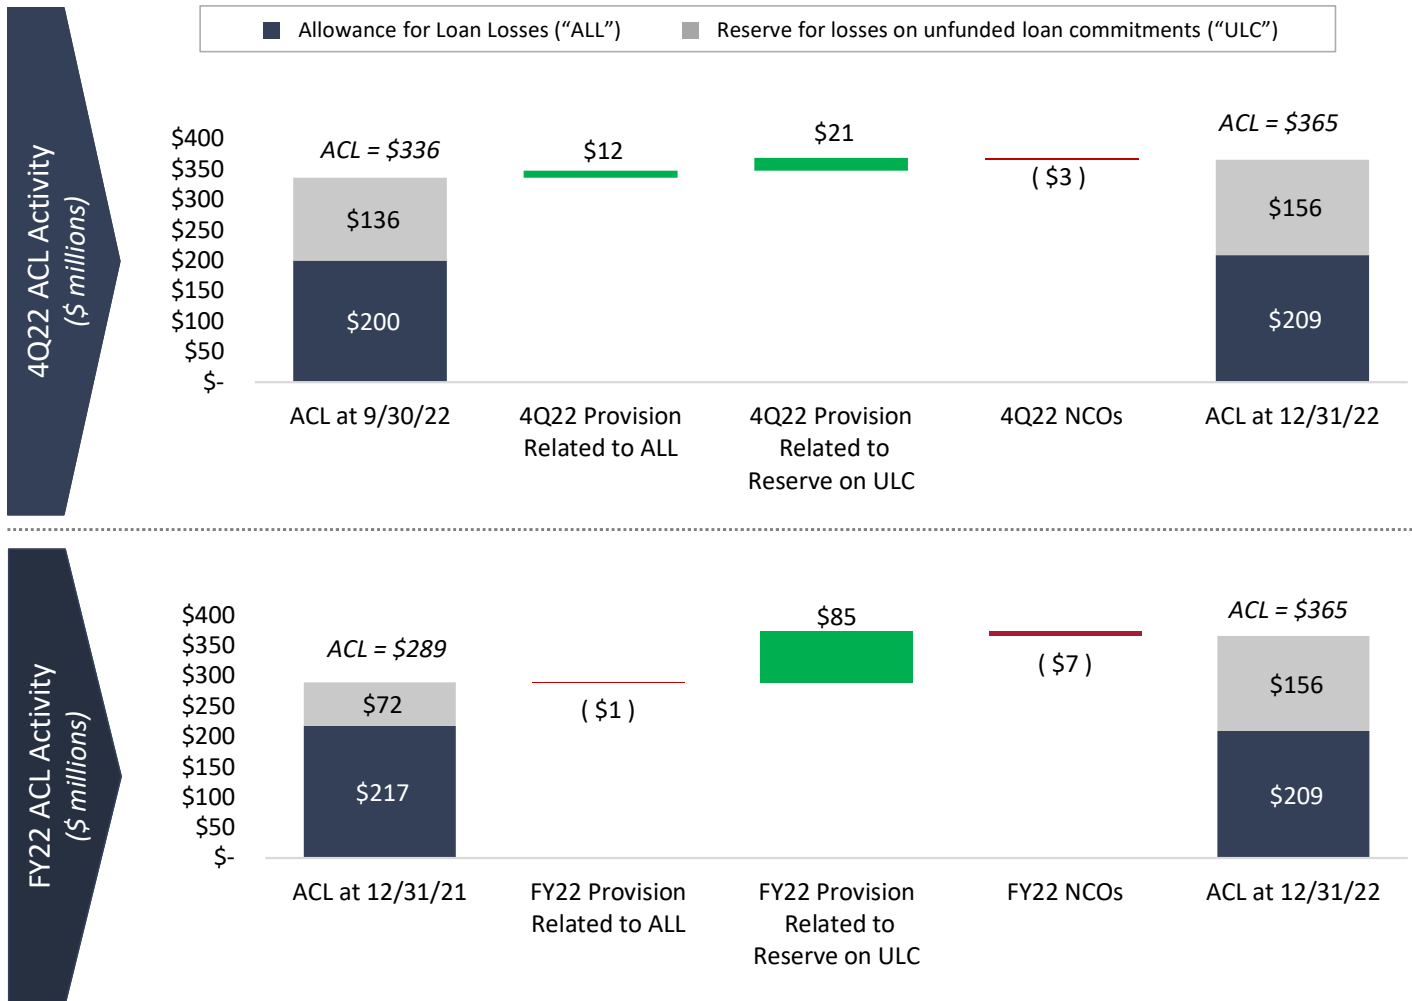 Allowance for Loan Losses (“ALL”)
Reserve for losses on unfunded loan commitments (“ULC”)
4Q22 ACL Activity
($ millions)
$400
$350
$300
$250
$200
$150
$100
$50
$-
ACL = $336
$136
$200
$12
$21
( $3 )
ACL = $365
$156
$209
ACL at 9/30/22
4Q22 Provision
Related to ALL
4Q22 Provision
Related to
Reserve on ULC
4Q22 NCOs
ACL at 12/31/22
FY22 ACL Activity
($ millions)
$400
$350
$300
$250
$200
$150
$100
$50
$-
ACL = $289
$72
$217
( $1 )
$85
( $7 )
ACL = $365
$156
$209
ACL at 12/31/21
FY22 Provision
Related to ALL
FY22 Provision
Related to
Reserve on ULC
FY22 NCOs
ACL at 12/31/22